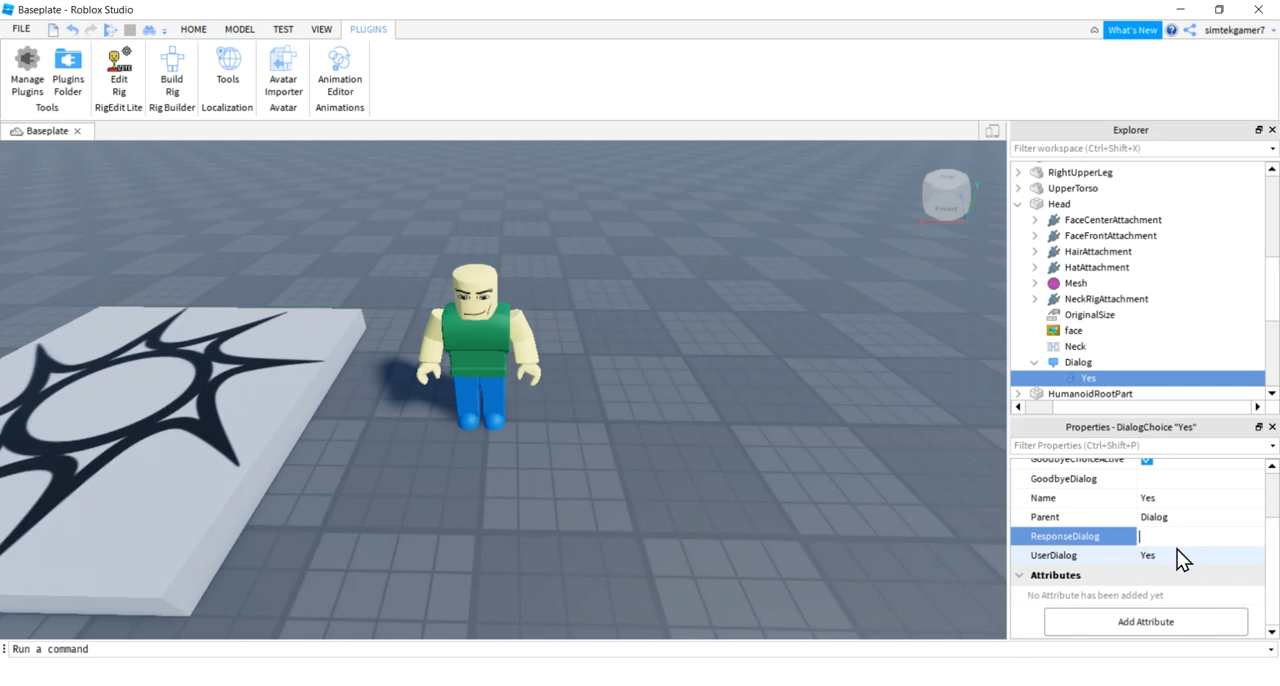 Baseplate - Roblox Studio
FILE HOME MODEL TEST VIEW PLUGINS What's New simtekgamer7
Manage Plugins
Plugins Folder
Tools
Edit Rig
RigEdit Lite
Build Rig
Rig Builder
Tools
Localization
Avatar Importer
Avatar
Animation Editor
Animations
Baseplate
Explorer
Filter workspace (Ctrl+Shift+X)
RightUpperLeg
UpperTorso
Head
FaceCenterAttachment
FaceFrontAttachment
HairAttachment
HatAttachment
Mesh
NeckRigAttachment
OriginalSize
face
Neck
Dialog
Yes
HumanoidRootPart
Properties - DialogChoice "Yes"
Filter Properties (Ctrl+Shift+P)
GoodbyeChoiceActive
GoodbyeDialog
Name Yes
Parent Dialog
ResponseDialog
UserDialog Yes
Attributes
No Attribute has been added yet
Add Attribute
Run a command